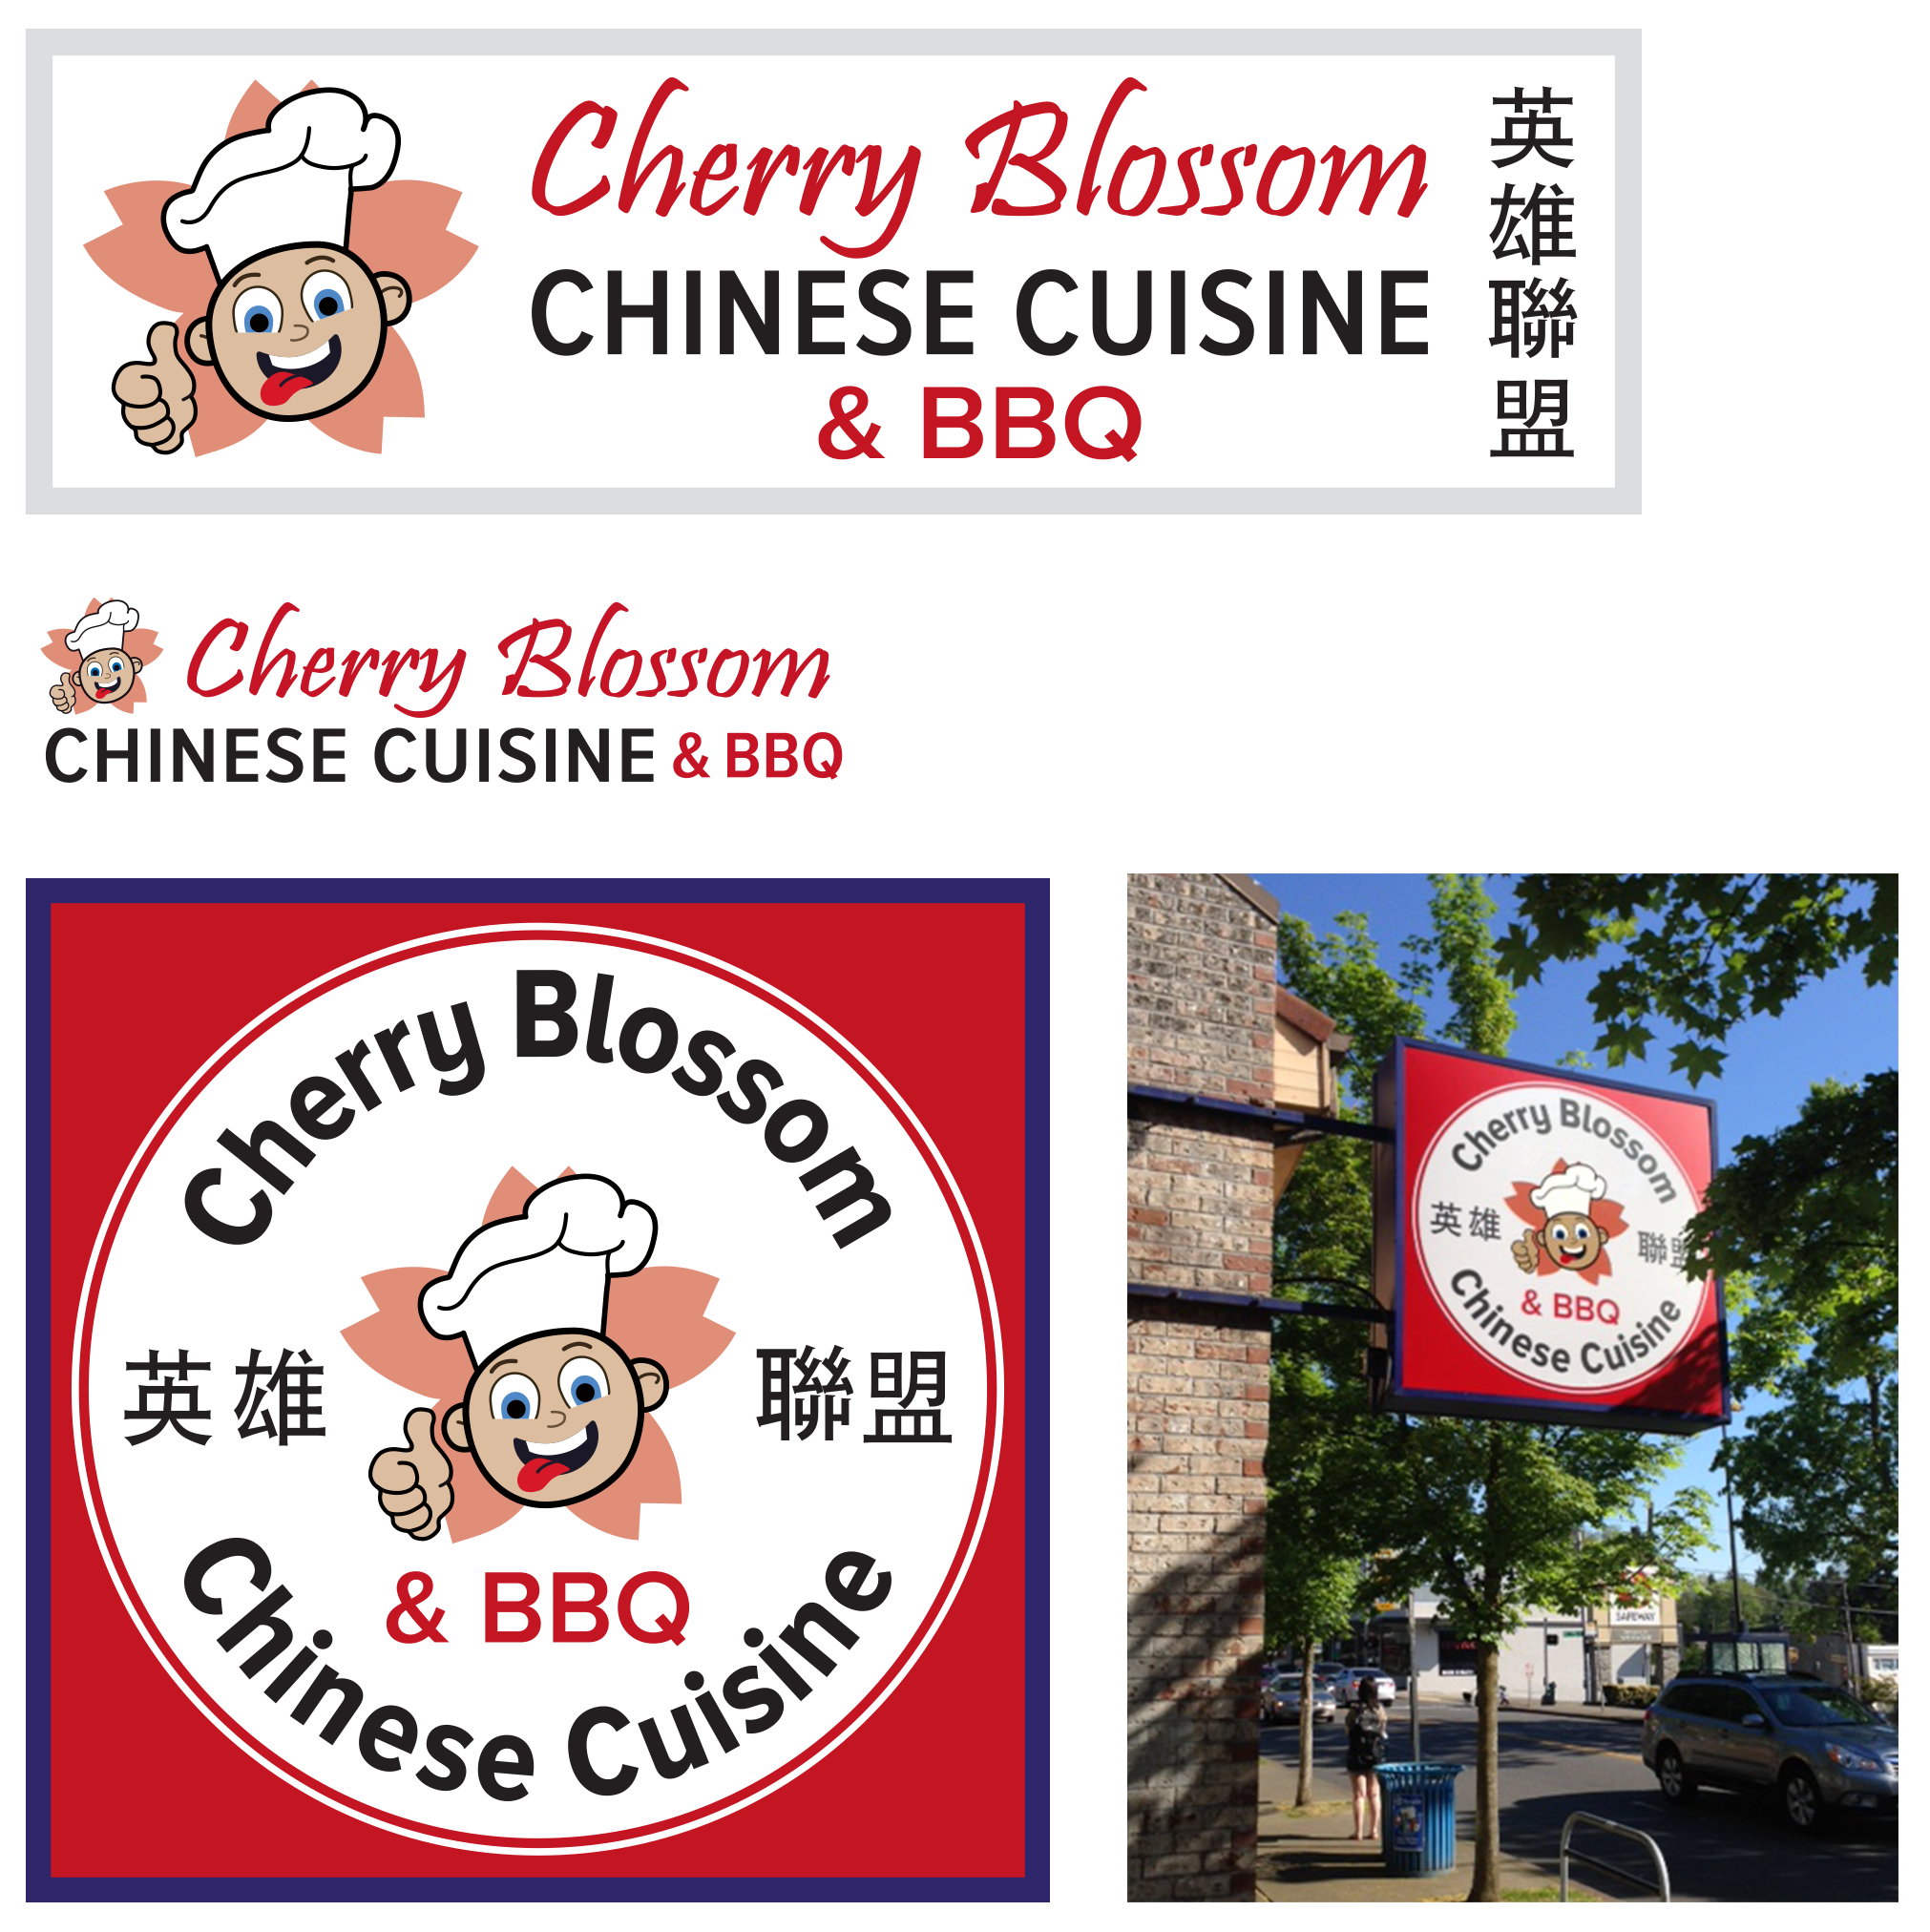 Cherry Blossom
CHINESE CUISINE
& BBQ
英雄聯盟
Cherry Blossom
CHINESE CUISINE & BBQ
Cherry Blossom
英雄 聯盟
& BBQ
Chinese Cuisine
Cherry Blossom
英雄 聯盟
& BBQ
Chinese Cuisine
SAFEWAY